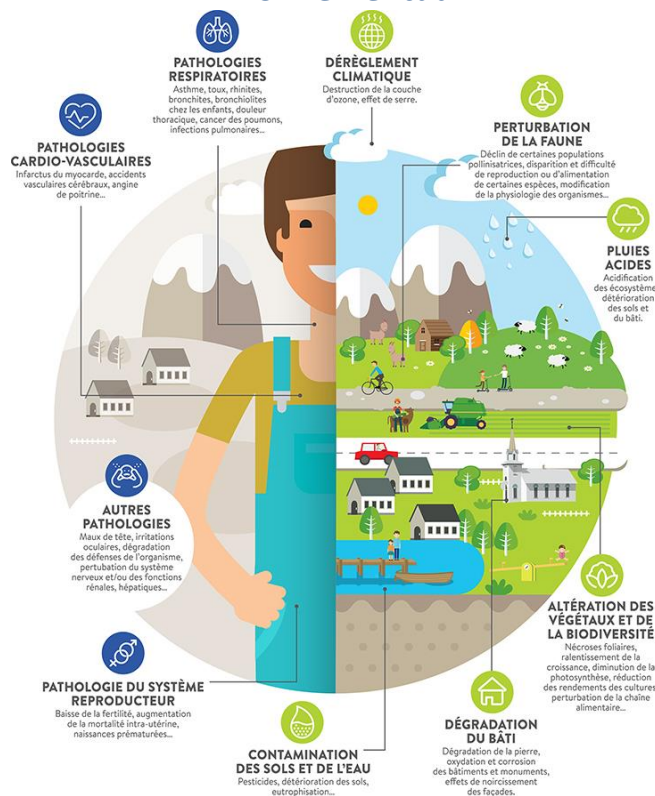 PATHOLOGIES
RESPIRATOIRES
Asthme, toux, rhinites,
bronchites, bronchiolites
chez les enfants, douleur
thoracique, cancer des poumons,
infections pulmonaires...
DÉRÈGLEMENT
CLIMATIQUE
Destruction de la couche
d'ozone, effet de serre.
PATHOLOGIES
CARDIO-VASCULAIRES
Infarctus du myocarde, accidents
vasculaires cérébraux, angine
de poitrine...
PERTURBATION
DE LA FAUNE
Déclin de certaines populations
pollinisatrices, disparition et difficulté
de reproduction ou d'alimentation
de certaines espèces, modification
de la physiologie des organismes...
PLUIES
ACIDES
Acidification
des écosystème,
détérioration
des sols et
du bâti.
AUTRES
PATHOLOGIES
Maux de tête, irritations
oculaires, dégradation
des défenses de l'organisme,
pertubation du système
nerveux et/ou des fonctions
rénales, hépatiques...
ALTÉRATION DES
VÉGÉTAUX ET DE
LA BIODIVERSITÉ
Nécroses foliaires,
ralentissement de la
croissance, diminution de la
photosynthèse, réduction
des rendements des cultures
perturbation de la chaîne
alimentaire...
PATHOLOGIE DU SYSTÈME
REPRODUCTEUR
Baisse de la fertilité, augmentation
de la mortalité intra-utérine,
naissances prématurées...
CONTAMINATION
DES SOLS ET DE L'EAU
Pesticides, détérioration des sols,
eutrophisation...
DÉGRADATION
DU BÂTI
Dégradation de la pierre,
oxydation et corrosion
des bâtiments et monuments,
effets de noircissement
des façades.